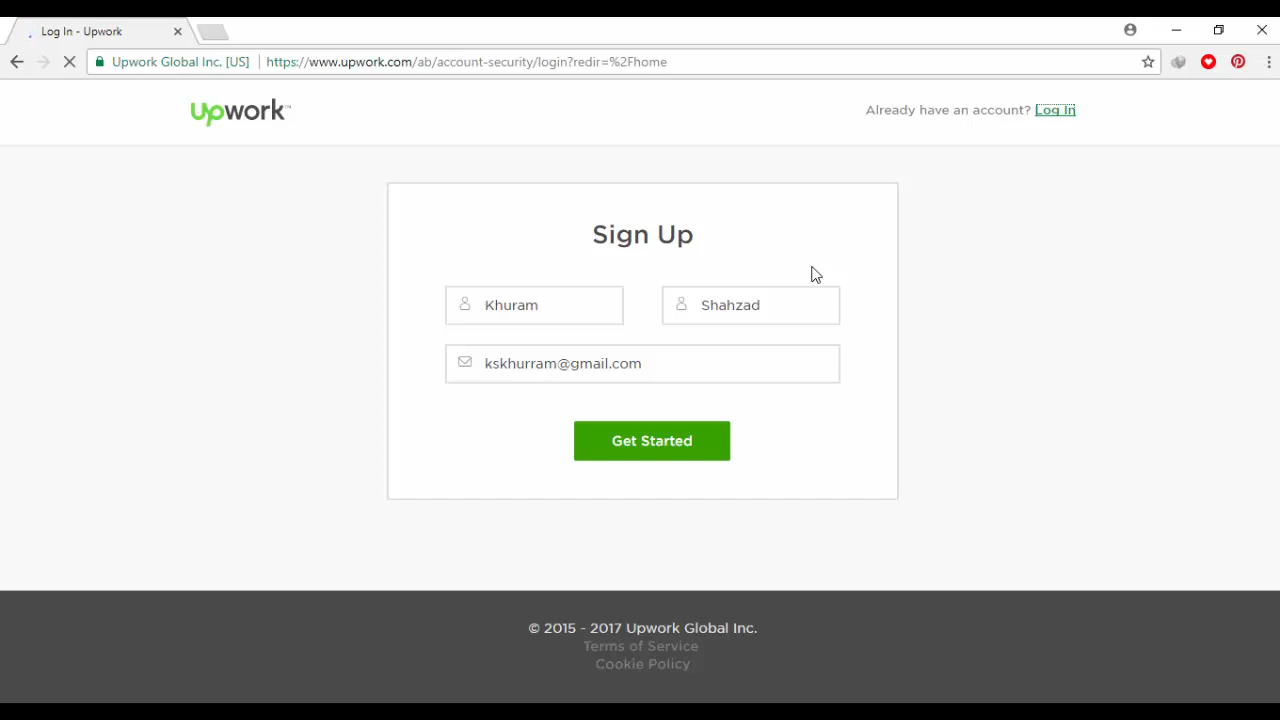 Log In - Upwork
Upwork Global Inc. [US] https://www.upwork.com/ab/account-security/login?redir=%2Fhome
upwork™ Already have an account? Log In
Sign Up
Khuram Shahzad
kskhurram@gmail.com
Get Started
© 2015 - 2017 Upwork Global Inc.
Terms of Service
Cookie Policy